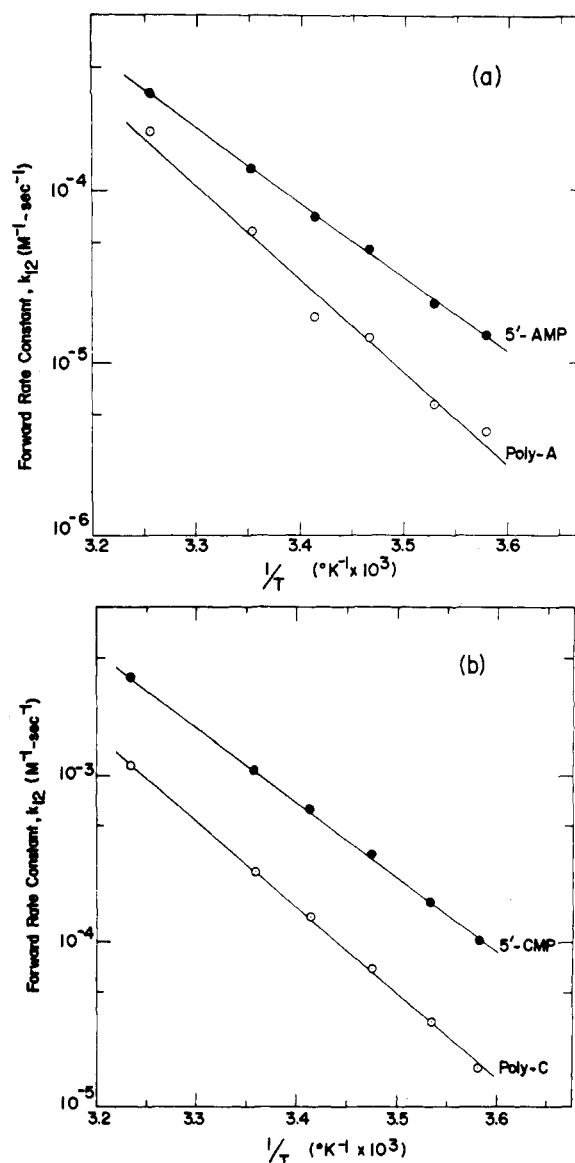 (a)
Forward Rate Constant, k₁₂ (M⁻¹-sec⁻¹)
10⁻⁴
10⁻⁵
10⁻⁶
5'-AMP
Poly-A
3.2 3.3 3.4 3.5 3.6
1/T (°K⁻¹ x 10³)
(b)
Forward Rate Constant, k₁₂ (M⁻¹-sec⁻¹)
10⁻³
10⁻⁴
10⁻⁵
5'-CMP
Poly-C
3.2 3.3 3.4 3.5 3.6
1/T (°K⁻¹ x 10³)